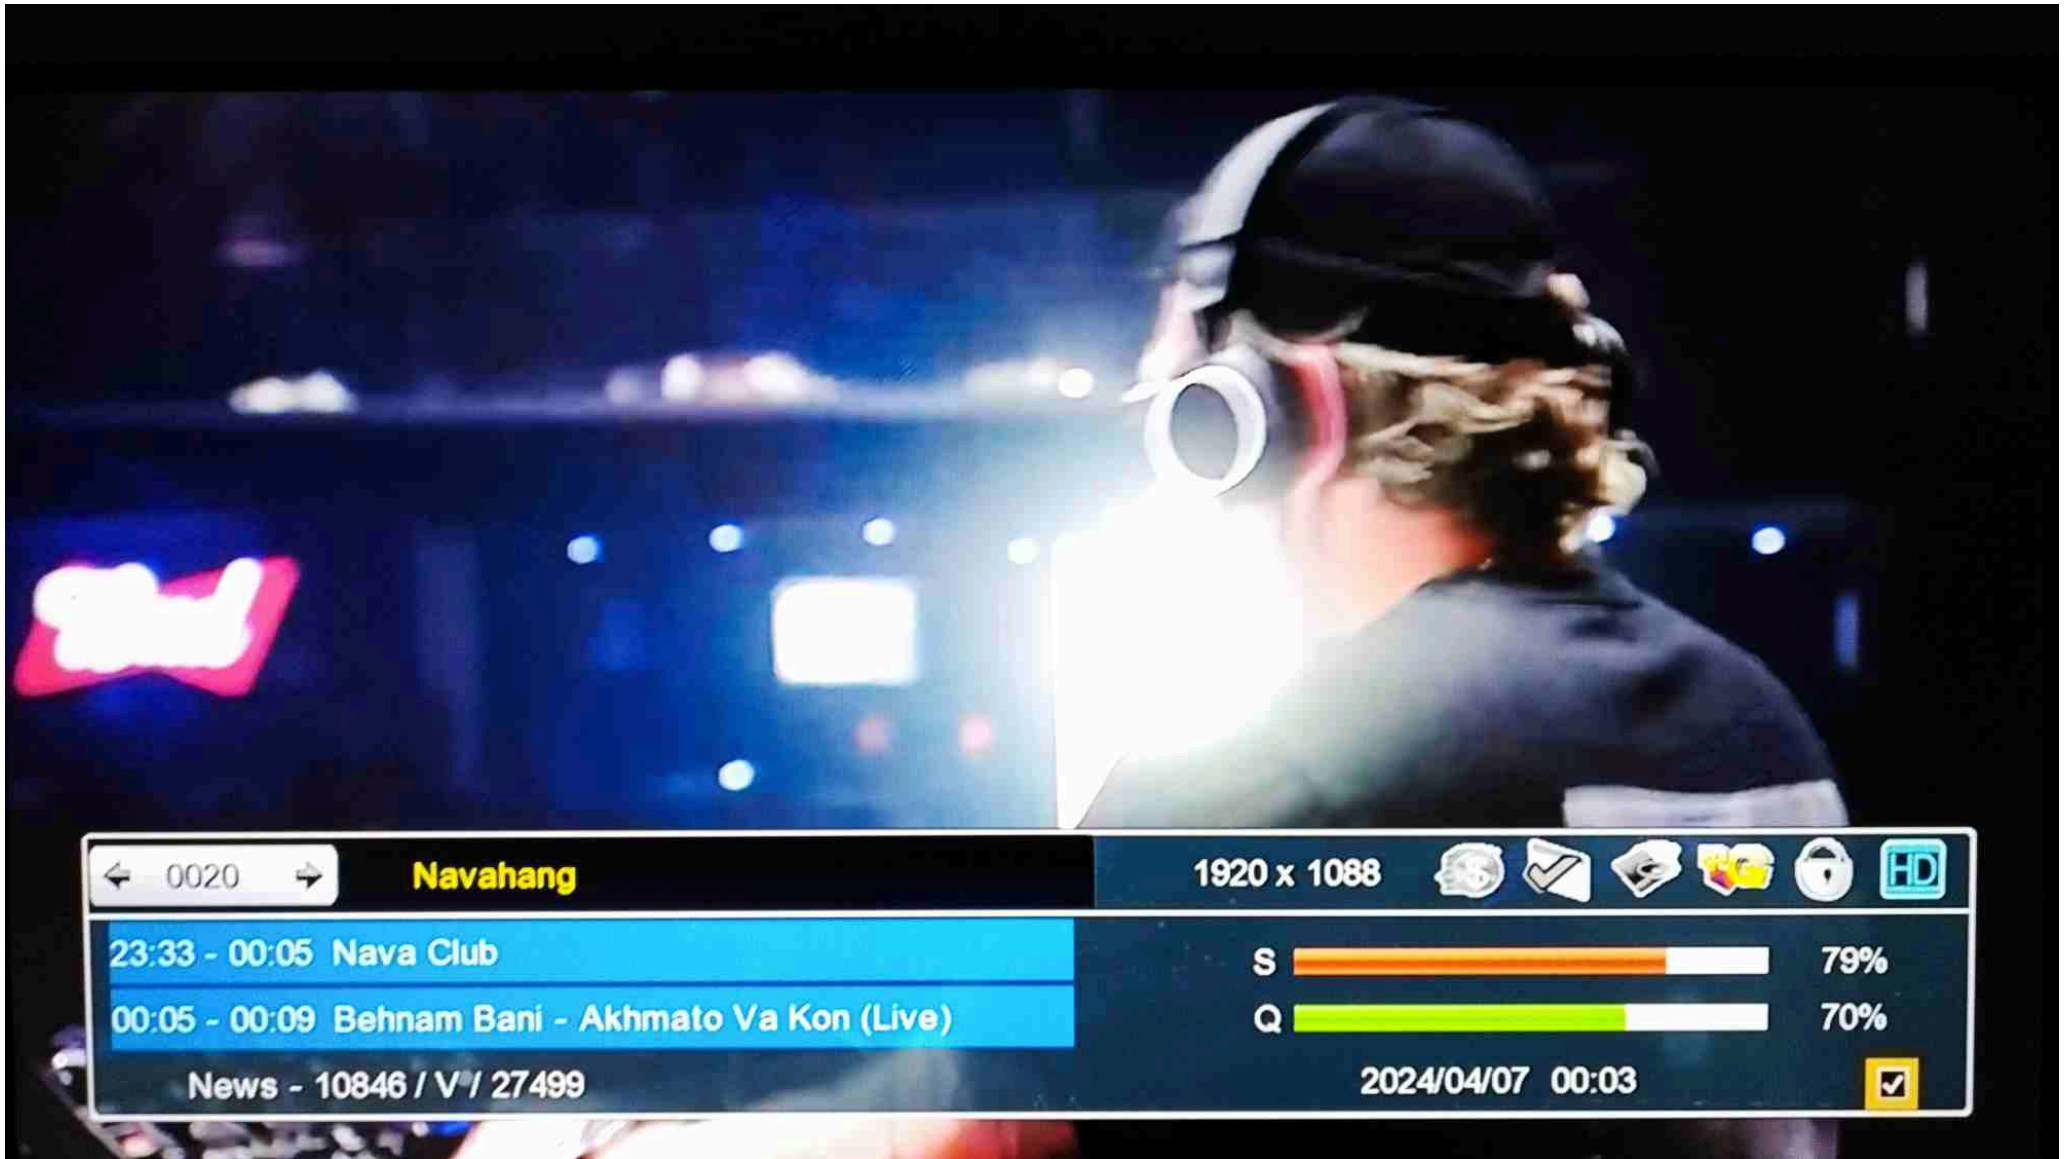 0020 Navahang 1920 x 1088 HD
23:33 - 00:05 Nava Club
S 79%
00:05 - 00:09 Behnam Bani - Akhmato Va Kon (Live)
Q 70%
News - 10846 / V / 27499
2024/04/07 00:03